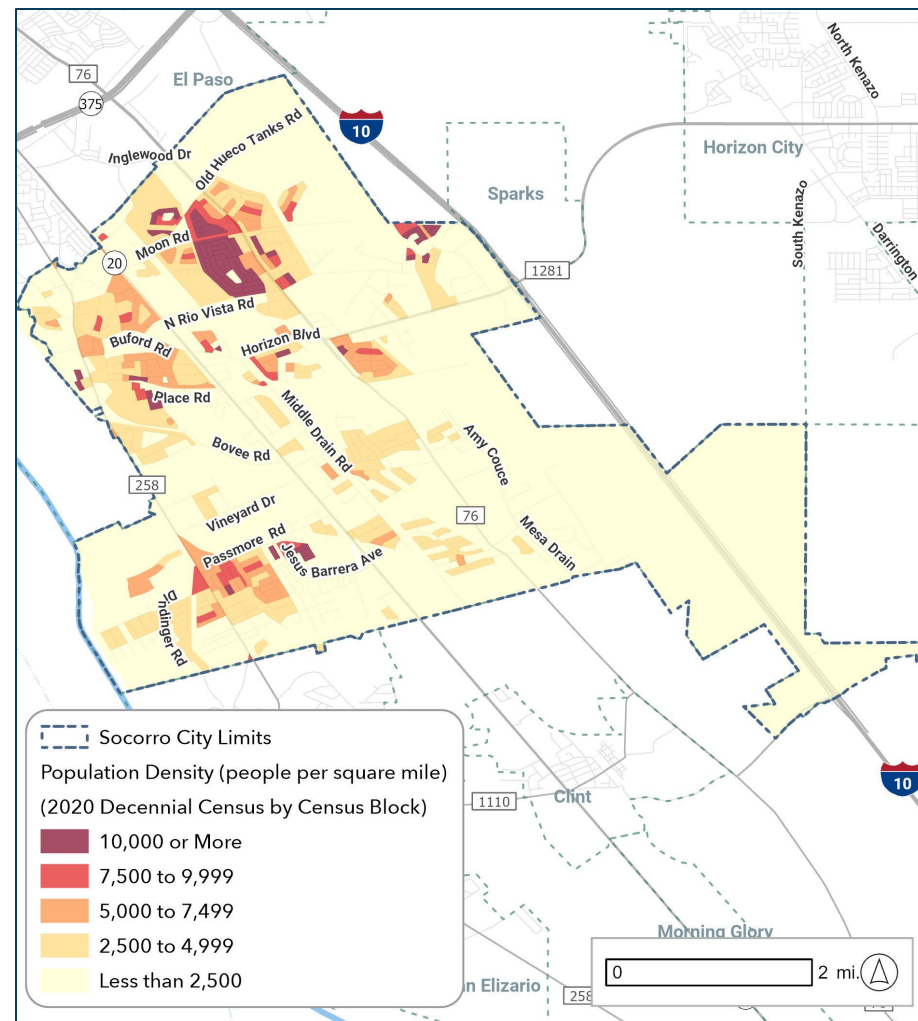 76
El Paso
375
10
North Kenazo
Inglewood Dr
Old Hueco Tanks Rd
Horizon City
Sparks
Moon Rd
20
South Kenazo
Darrington
1281
N Rio Vista Rd
Horizon Blvd
Buford Rd
Place Rd
Middle Drain Rd
Bovee Rd
Amy Couce
258
Vineyard Dr
76
Passmore Rd
Jesus Barrera Ave
Mesa Drain
Dindinger Rd
Socorro City Limits
Population Density (people per square mile)
(2020 Decennial Census by Census Block)
10,000 or More
7,500 to 9,999
5,000 to 7,499
2,500 to 4,999
Less than 2,500
10
1110
Clint
Morning Glory
0
2 mi.
n Elizario
258